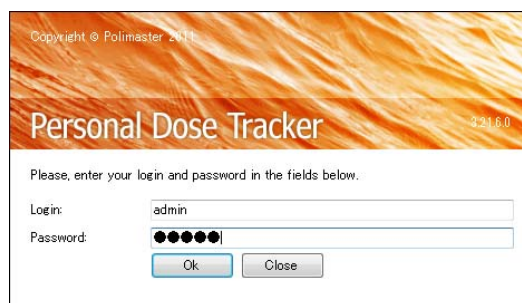 Copyright © Polimaster 2011
Personal Dose Tracker
3.21.6.0
Please, enter your login and password in the fields below.
Login: admin
Password: ●●●●●
Ok Close